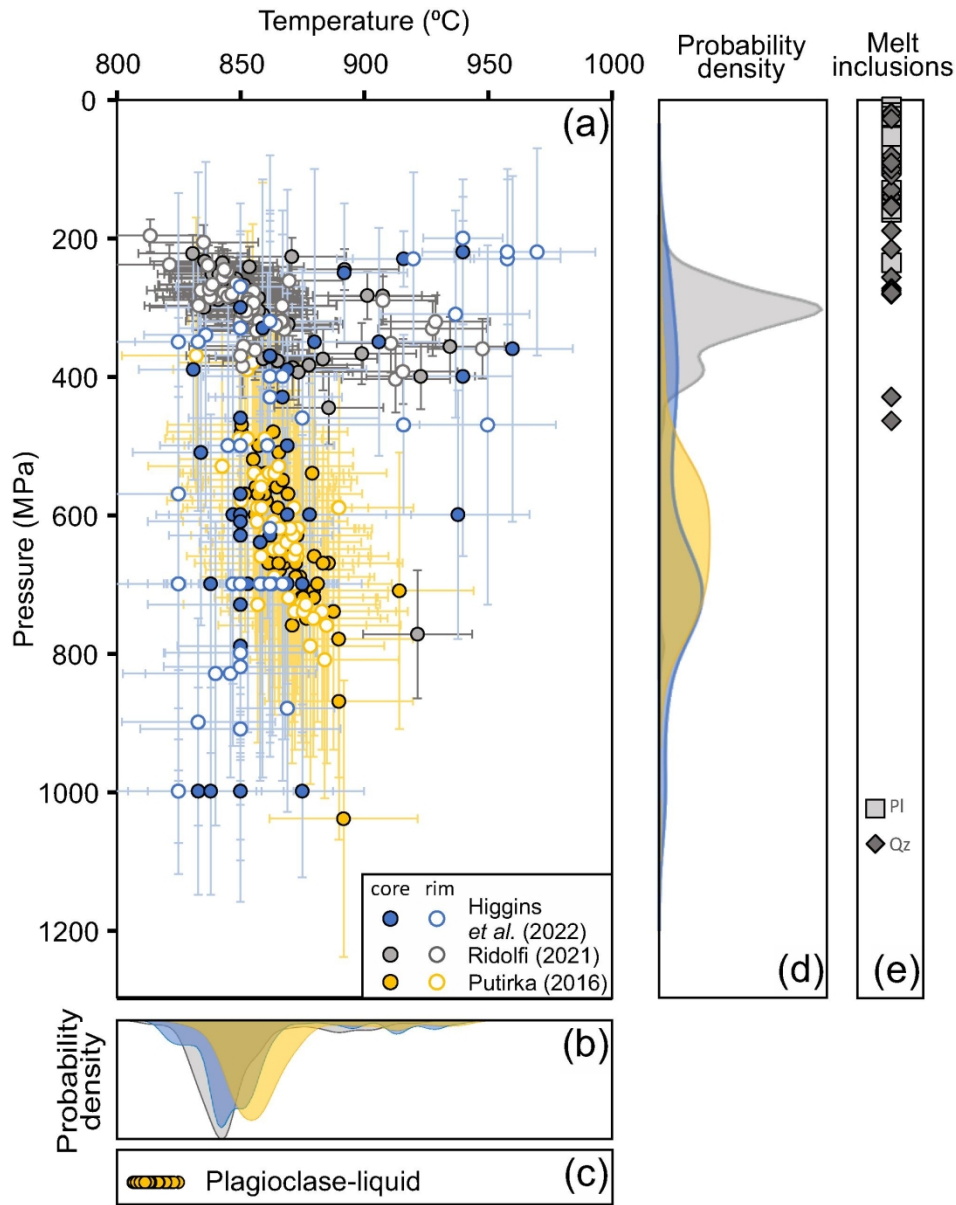 Temperature (ºC)
800 850 900 950 1000
Probability density
Melt inclusions
0
200
400
600
800
1000
1200
Pressure (MPa)
(a)
core rim
Higgins
et al. (2022)
Ridolfi (2021)
Putirka (2016)
(d)
Pl
Qz
(e)
Probability density
(b)
Plagioclase-liquid
(c)